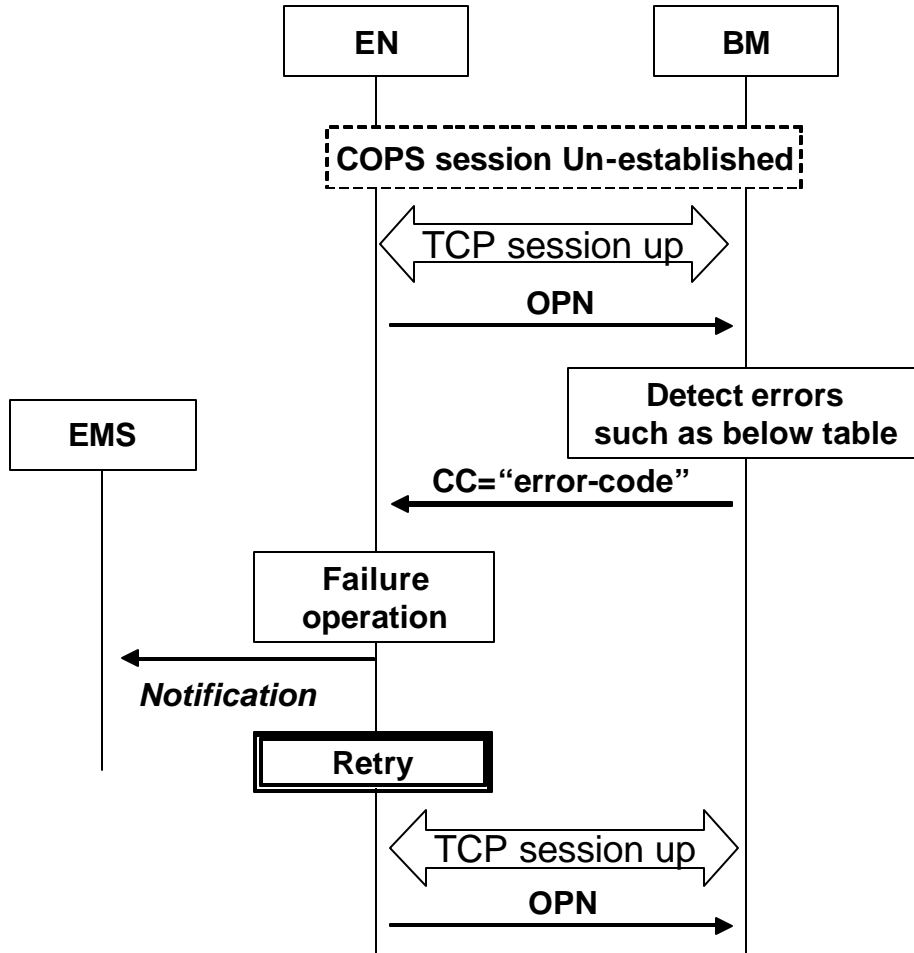 EN
BM
COPS session Un-established
TCP session up
OPN
Detect errors
such as below table
EMS
CC=“error-code”
Failure
operation
Notification
Retry
TCP session up
OPN